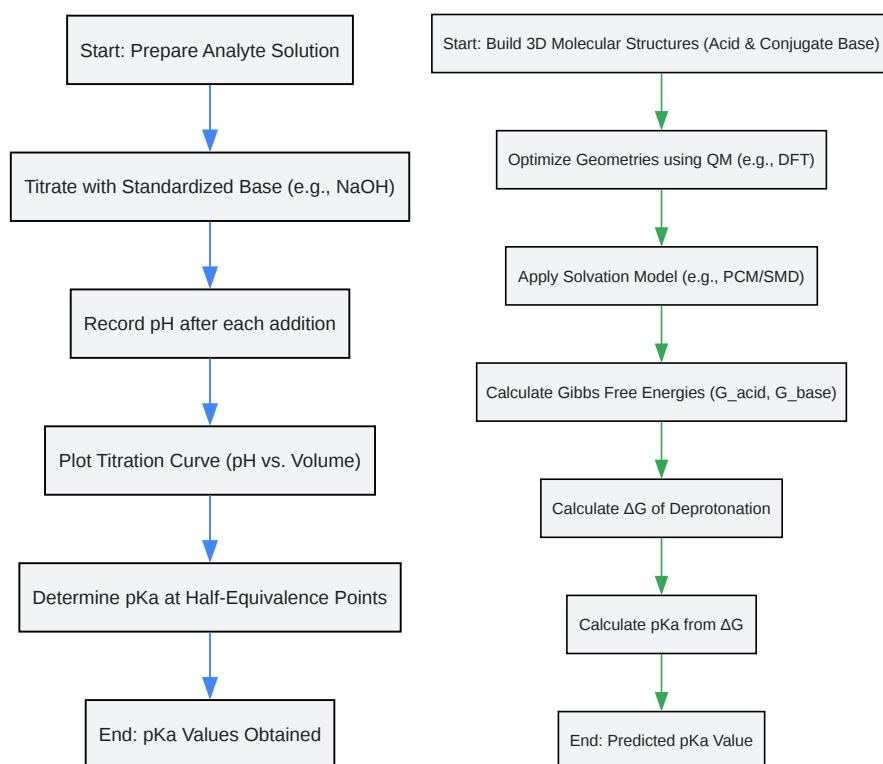 Start: Prepare Analyte Solution
Titrate with Standardized Base (e.g., NaOH)
Record pH after each addition
Plot Titration Curve (pH vs. Volume)
Determine pKa at Half-Equivalence Points
End: pKa Values Obtained
Start: Build 3D Molecular Structures (Acid & Conjugate Base)
Optimize Geometries using QM (e.g., DFT)
Apply Solvation Model (e.g., PCM/SMD)
Calculate Gibbs Free Energies (G_acid, G_base)
Calculate ΔG of Deprotonation
Calculate pKa from ΔG
End: Predicted pKa Value